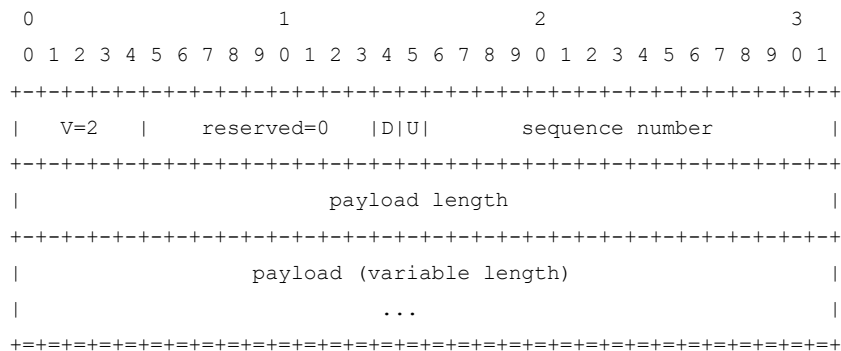 0                   1                   2                   3
 0 1 2 3 4 5 6 7 8 9 0 1 2 3 4 5 6 7 8 9 0 1 2 3 4 5 6 7 8 9 0 1
+-+-+-+-+-+-+-+-+-+-+-+-+-+-+-+-+-+-+-+-+-+-+-+-+-+-+-+-+-+-+-+-+
|   V=2   |    reserved=0   |D|U|       sequence number         |
+-+-+-+-+-+-+-+-+-+-+-+-+-+-+-+-+-+-+-+-+-+-+-+-+-+-+-+-+-+-+-+-+
|                        payload length                         |
+-+-+-+-+-+-+-+-+-+-+-+-+-+-+-+-+-+-+-+-+-+-+-+-+-+-+-+-+-+-+-+-+
|                  payload (variable length)                    |
|                            ...                                |
+=+=+=+=+=+=+=+=+=+=+=+=+=+=+=+=+=+=+=+=+=+=+=+=+=+=+=+=+=+=+=+=+